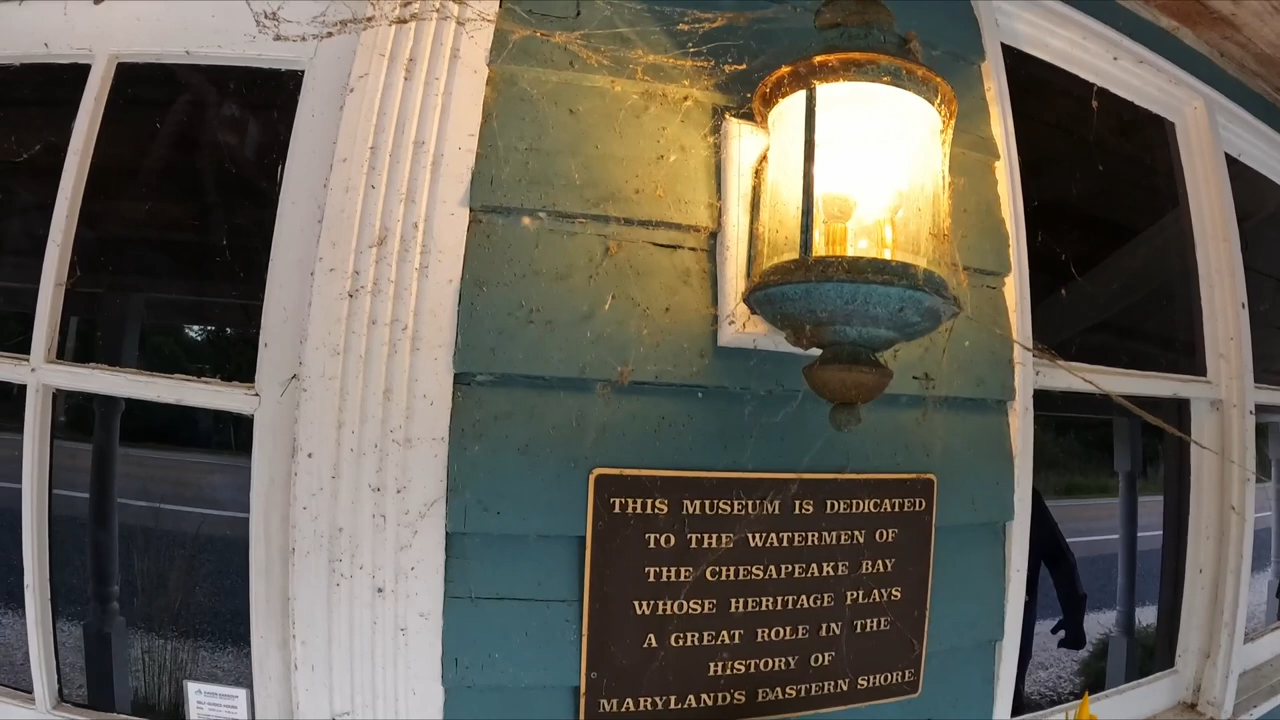 THIS MUSEUM IS DEDICATED
TO THE WATERMEN OF
THE CHESAPEAKE BAY
WHOSE HERITAGE PLAYS
A GREAT ROLE IN THE
HISTORY OF
MARYLAND'S EASTERN SHORE.